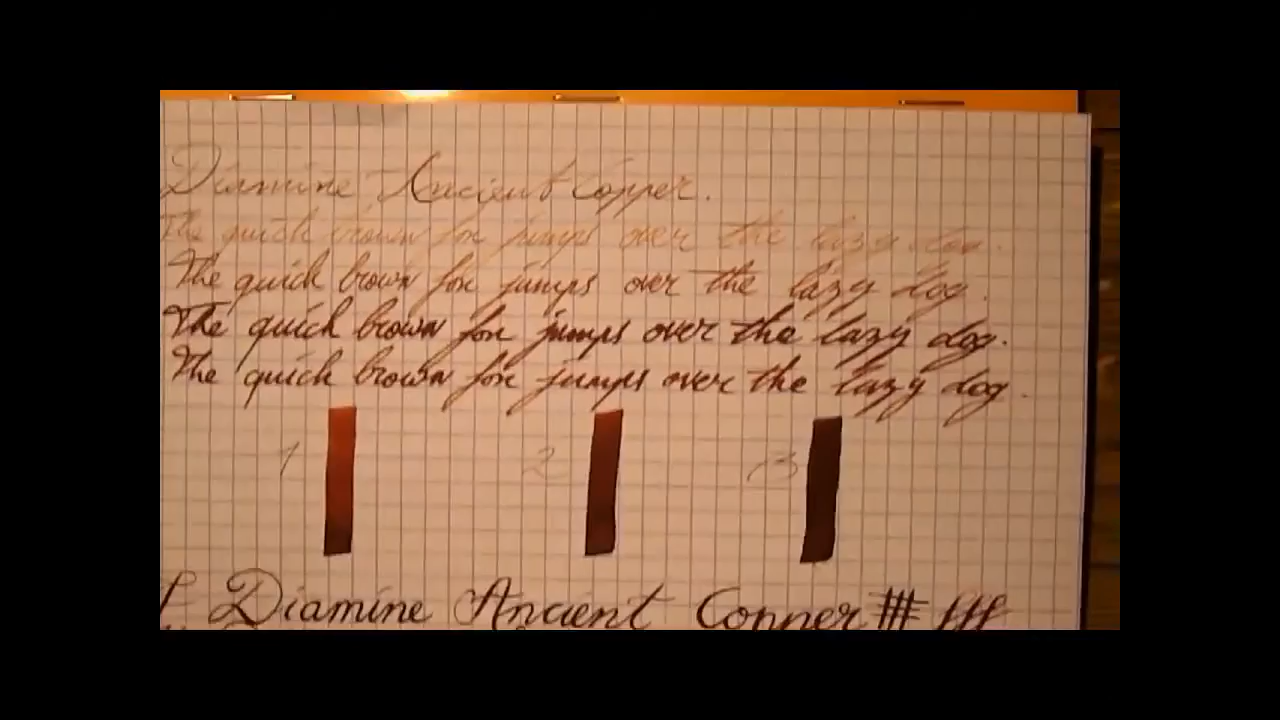 Diamine Ancient Copper.
The quick brown fox jumps over the lazy dog.
The quick brown fox jumps over the lazy dog.
The quick brown fox jumps over the lazy dog.
The quick brown fox jumps over the lazy dog.
1 2 3
Diamine Ancient Copper